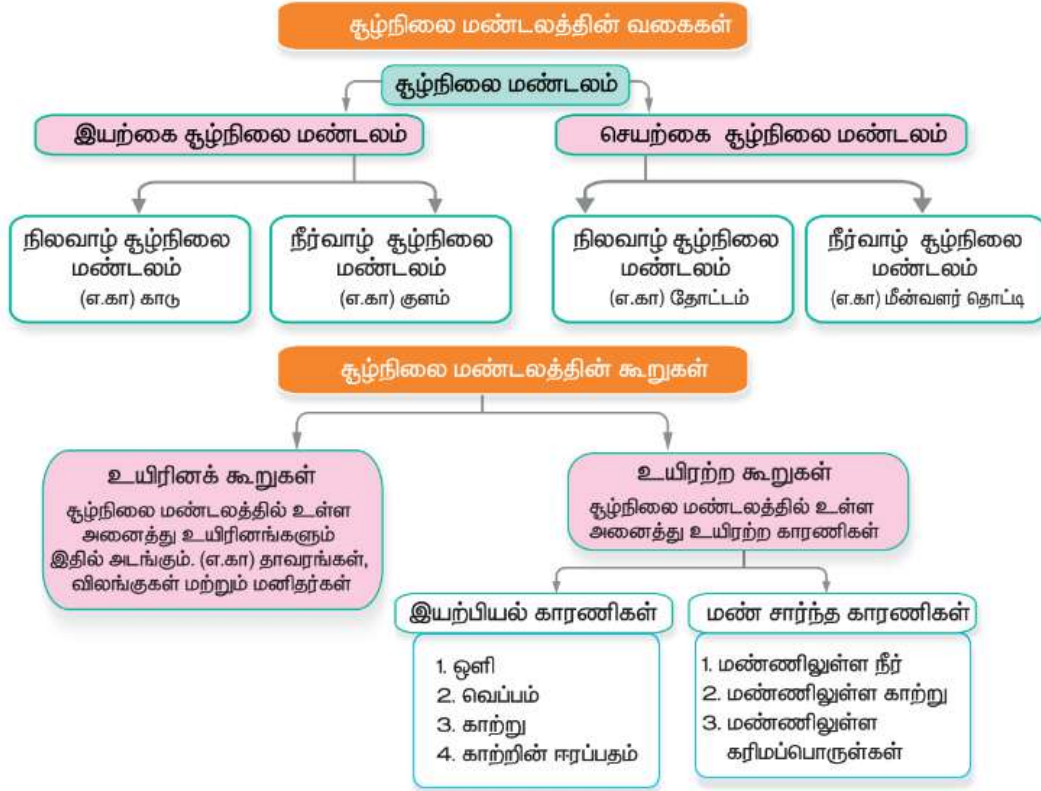 சூழ்நிலை மண்டலத்தின் வகைகள்
சூழ்நிலை மண்டலம்
இயற்கை சூழ்நிலை மண்டலம்
செயற்கை சூழ்நிலை மண்டலம்
நிலவாழ் சூழ்நிலை
மண்டலம்
(எ.கா) காடு
நீர்வாழ் சூழ்நிலை
மண்டலம்
(எ.கா) குளம்
நிலவாழ் சூழ்நிலை
மண்டலம்
(எ.கா) தோட்டம்
நீர்வாழ் சூழ்நிலை
மண்டலம்
(எ.கா) மீன்வளர் தொட்டி
சூழ்நிலை மண்டலத்தின் கூறுகள்
உயிரினக் கூறுகள்
சூழ்நிலை மண்டலத்தில் உள்ள
அனைத்து உயிரினங்களும்
இதில் அடங்கும். (எ.கா) தாவரங்கள்,
விலங்குகள் மற்றும் மனிதர்கள்
உயிரற்ற கூறுகள்
சூழ்நிலை மண்டலத்தில் உள்ள
அனைத்து உயிரற்ற காரணிகள்
இயற்பியல் காரணிகள்
1. ஒளி
2. வெப்பம்
3. காற்று
4. காற்றின் ஈரப்பதம்
மண் சார்ந்த காரணிகள்
1. மண்ணிலுள்ள நீர்
2. மண்ணிலுள்ள காற்று
3. மண்ணிலுள்ள
கரிமப்பொருள்கள்